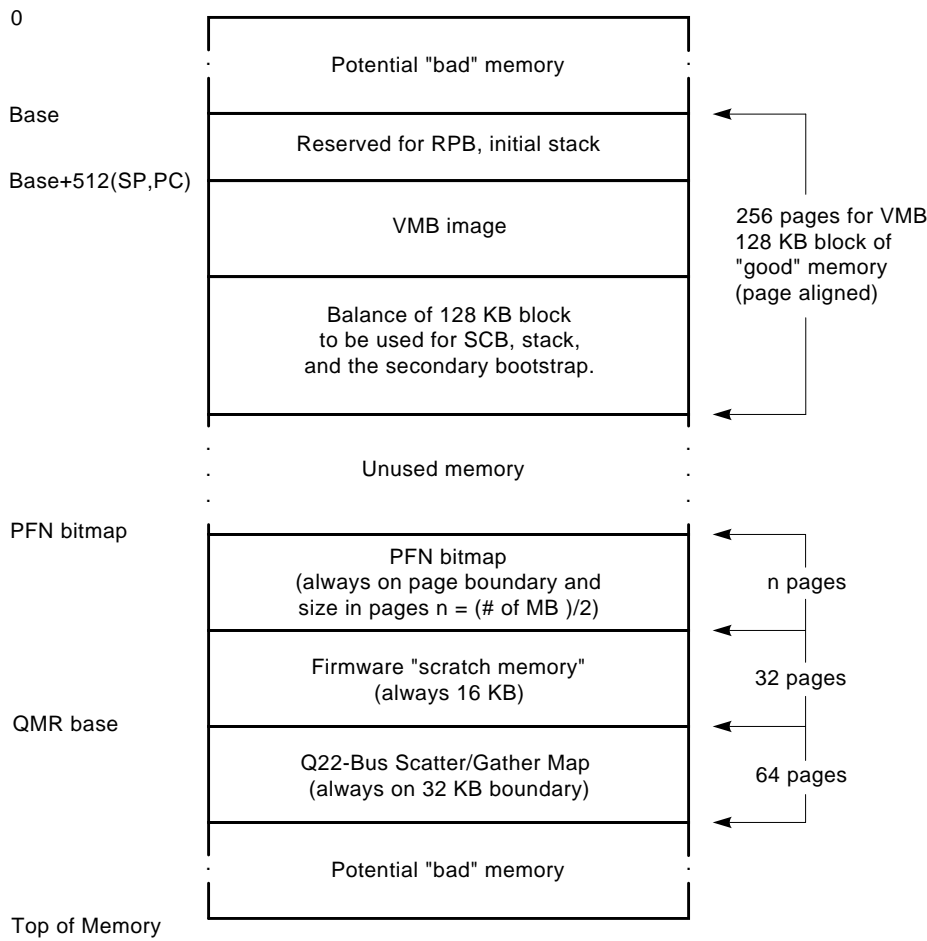 0
Potential "bad" memory
Base
Reserved for RPB, initial stack
Base+512(SP,PC)
VMB image
256 pages for VMB
128 KB block of
"good" memory
(page aligned)
Balance of 128 KB block
to be used for SCB, stack,
and the secondary bootstrap.
Unused memory
PFN bitmap
PFN bitmap
(always on page boundary and
size in pages n = (# of MB )/2)
n pages
Firmware "scratch memory"
(always 16 KB)
32 pages
QMR base
Q22-Bus Scatter/Gather Map
(always on 32 KB boundary)
64 pages
Potential "bad" memory
Top of Memory